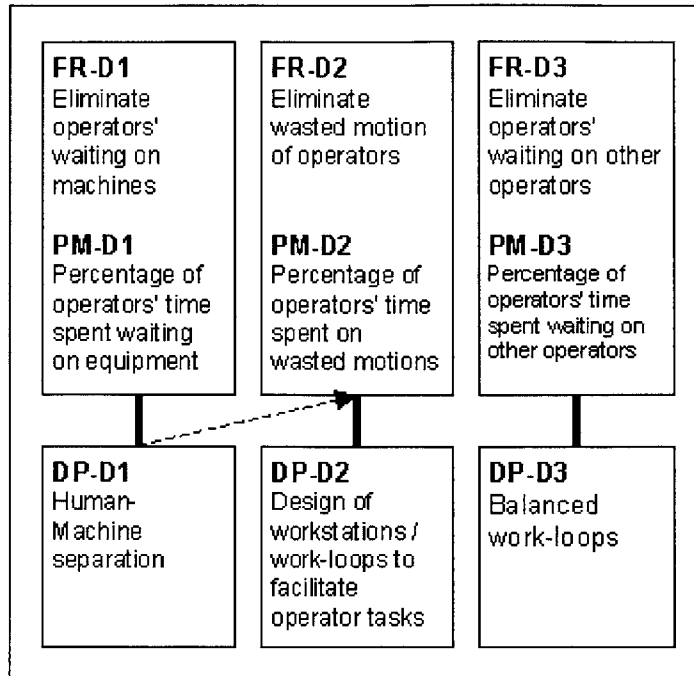 FR-D1
Eliminate
operators'
waiting on
machines
PM-D1
Percentage of
operators' time
spent waiting
on equipment
FR-D2
Eliminate
wasted motion
of operators
PM-D2
Percentage of
operators' time
spent on
wasted motions
FR-D3
Eliminate
operators'
waiting on other
operators
PM-D3
Percentage of
operators' time
spent waiting on
other operators
DP-D1
Human-
Machine
separation
DP-D2
Design of
workstations /
work-loops to
facilitate
operator tasks
DP-D3
Balanced
work-loops